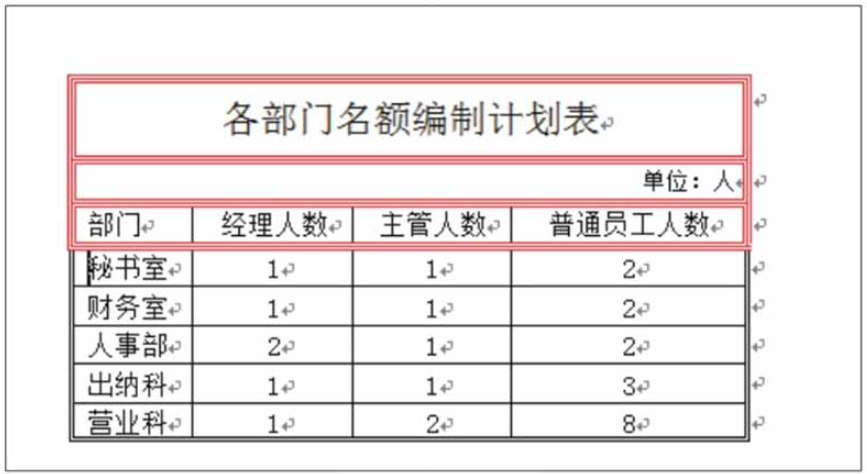 各部门名额编制计划表
单位：人
部门 经理人数 主管人数 普通员工人数
秘书室 1 1 2
财务室 1 1 2
人事部 2 1 2
出纳科 1 1 3
营业科 1 2 8